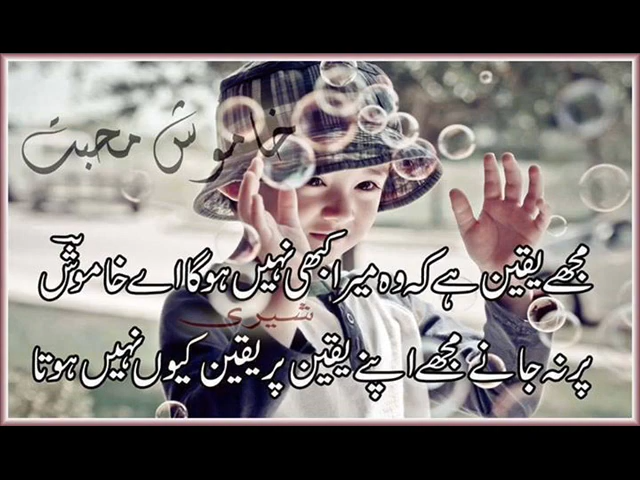 خاموش محبت
مجھے یقین ہے کہ وہ میرا کبھی نہیں ہوگا اے خاموشؔ
شیری
پر نہ جانے مجھے اپنے یقین پر یقین کیوں نہیں ہوتا